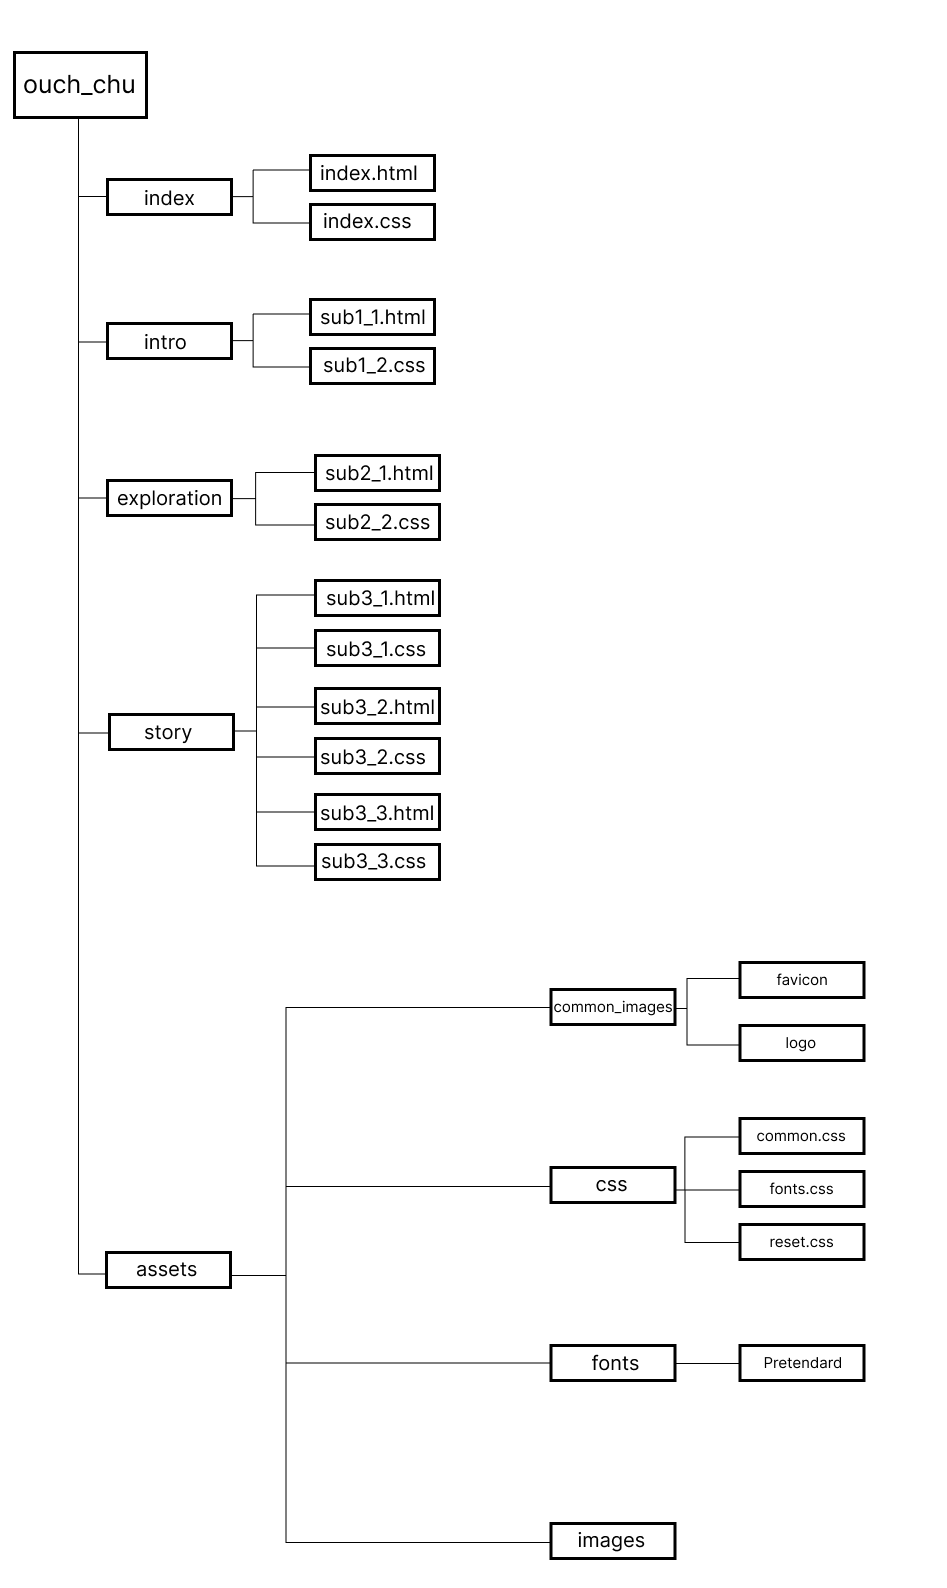 ouch_chu
index
index.html
index.css
intro
sub1_1.html
sub1_2.css
exploration
sub2_1.html
sub2_2.css
story
sub3_1.html
sub3_1.css
sub3_2.html
sub3_2.css
sub3_3.html
sub3_3.css
assets
common_images
favicon
logo
css
common.css
fonts.css
reset.css
fonts
Pretendard
images